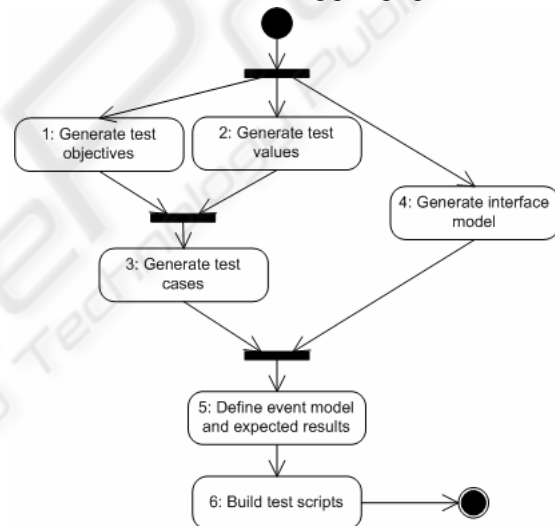 1: Generate test
objectives
2: Generate test
values
4: Generate interface
model
3: Generate test
cases
5: Define event model
and expected results
6: Build test scripts